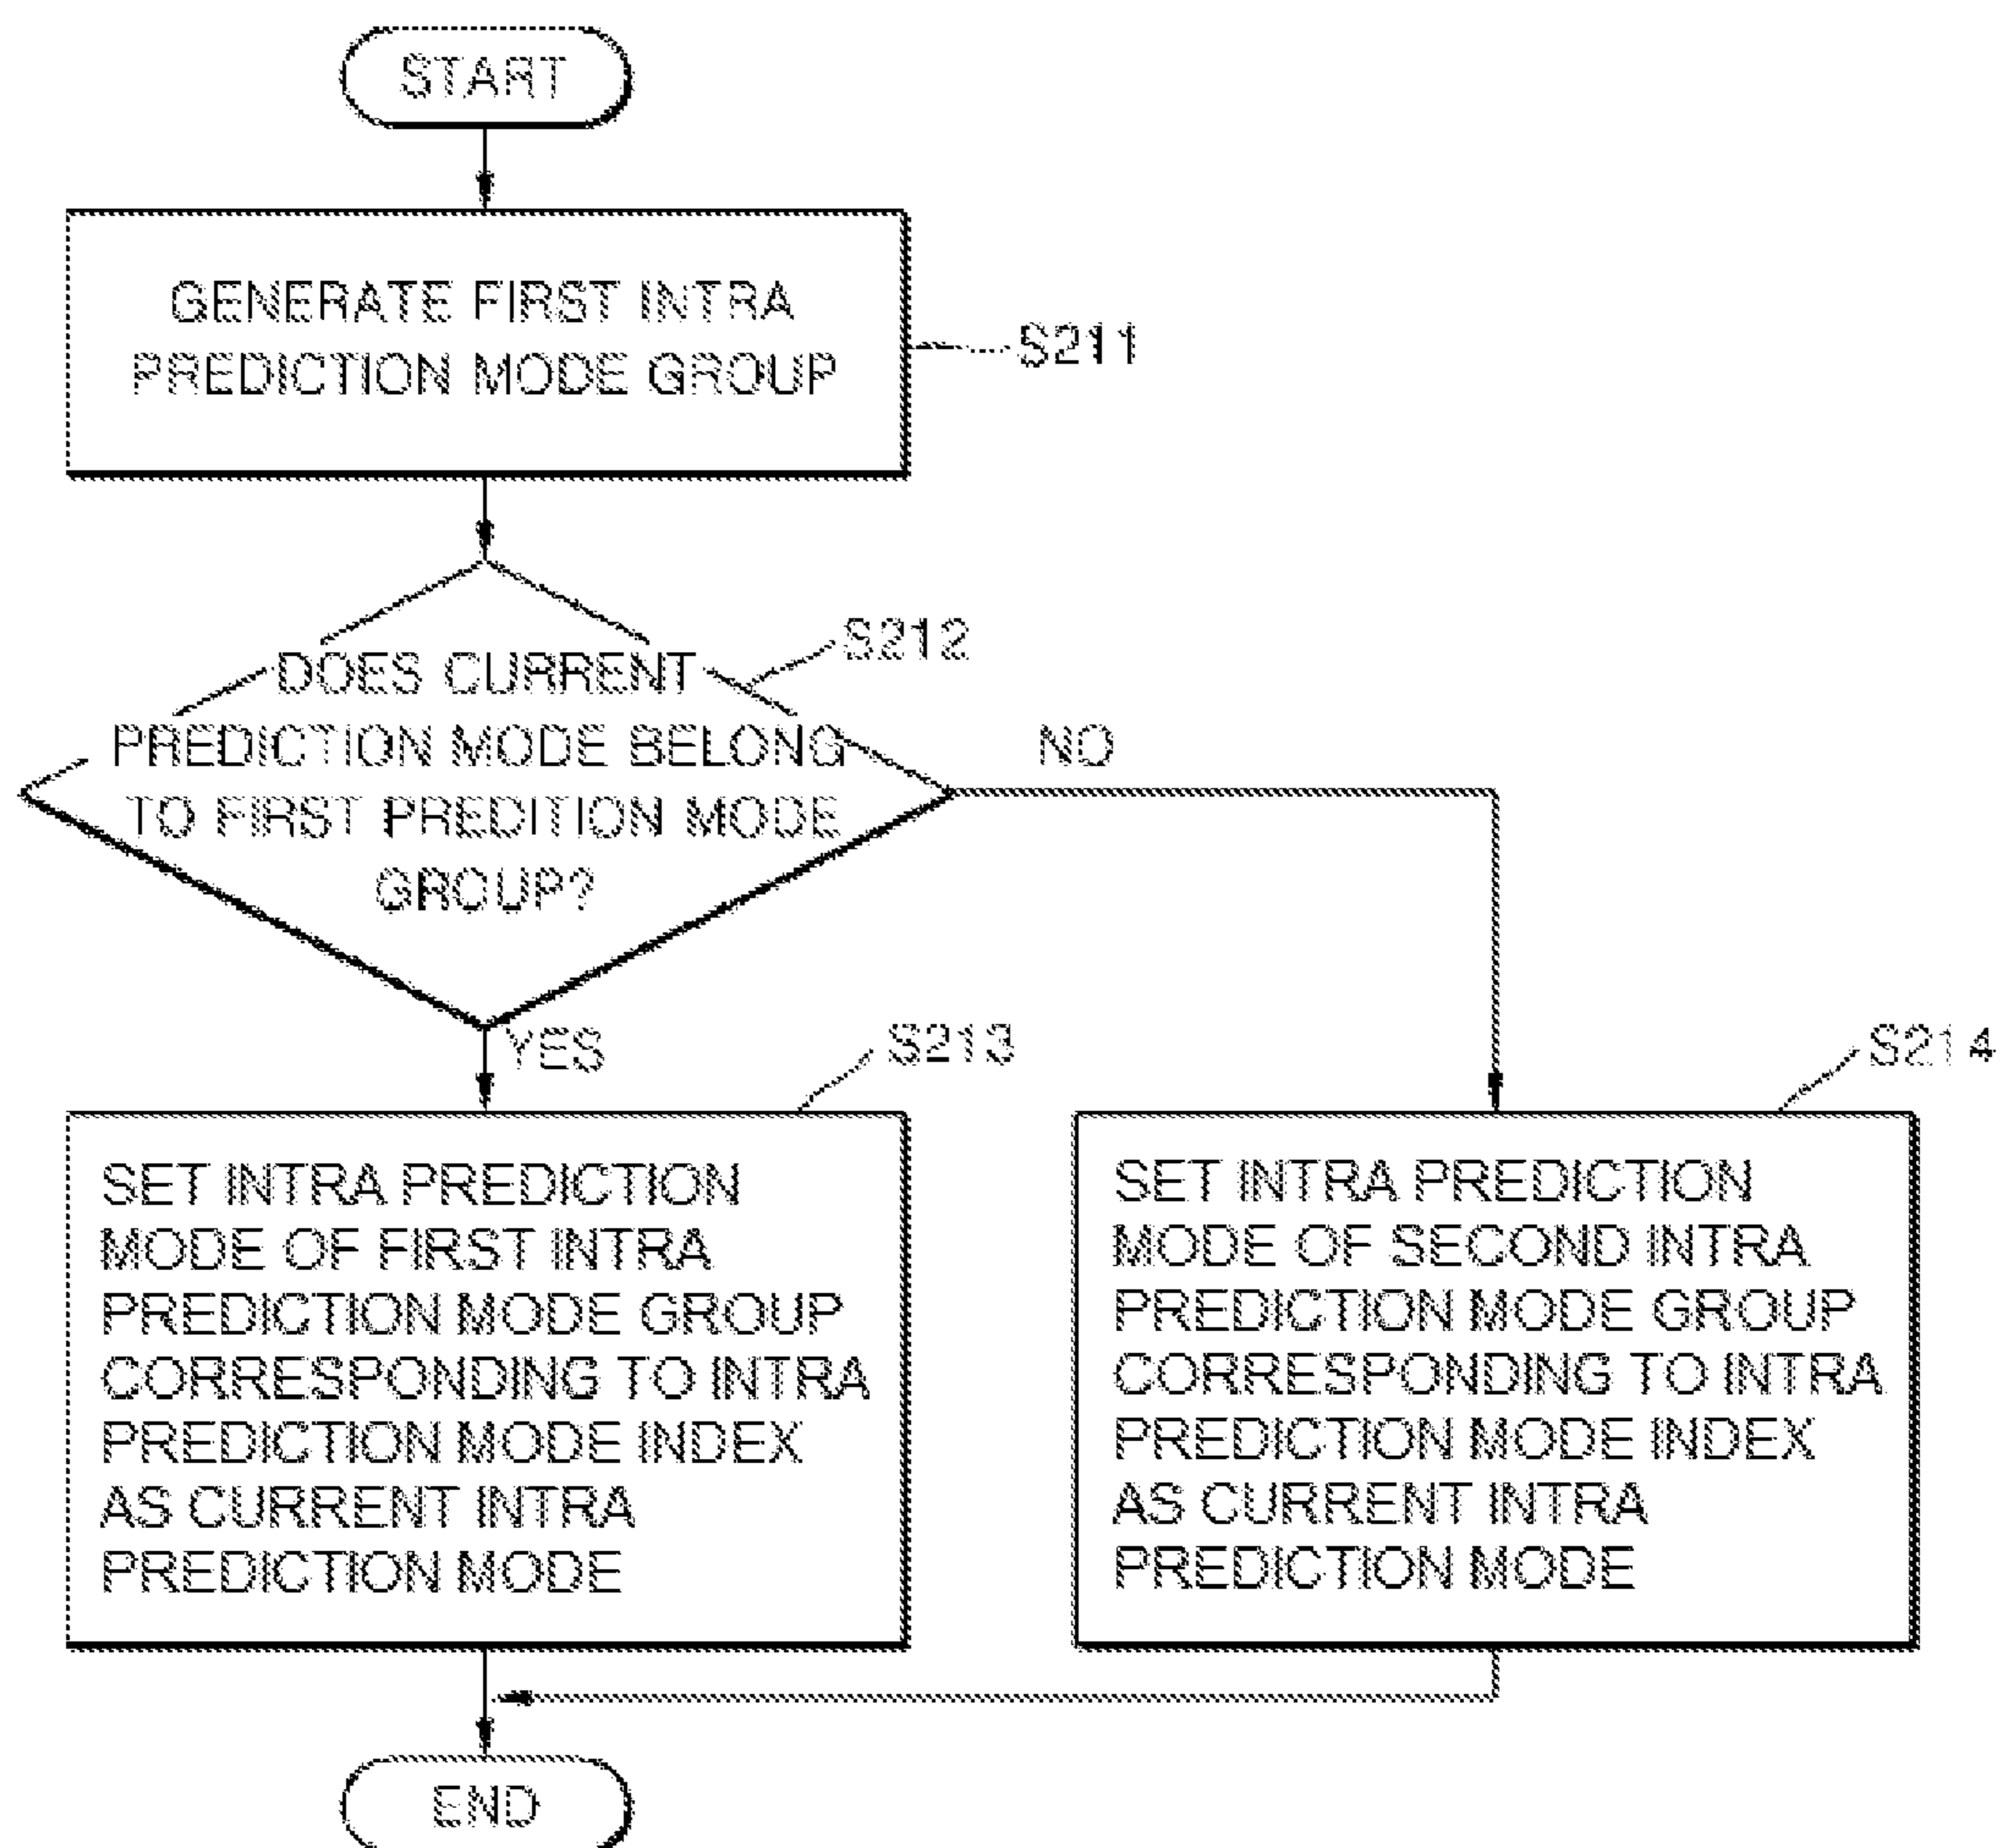 START
GENERATE FIRST INTRA
PREDICTION MODE GROUP
S211
S212
DOES CURRENT
PREDICTION MODE BELONG
TO FIRST PREDITION MODE
GROUP?
NO
YES
S213
S214
SET INTRA PREDICTION
MODE OF FIRST INTRA
PREDICTION MODE GROUP
CORRESPONDING TO INTRA
PREDICTION MODE INDEX
AS CURRENT INTRA
PREDICTION MODE
SET INTRA PREDICTION
MODE OF SECOND INTRA
PREDICTION MODE GROUP
CORRESPONDING TO INTRA
PREDICTION MODE INDEX
AS CURRENT INTRA
PREDICTION MODE
END